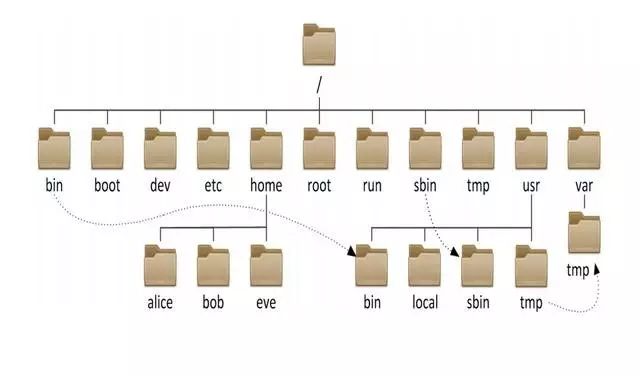 /
bin boot dev etc home root run sbin tmp usr var
tmp
alice bob eve bin local sbin tmp